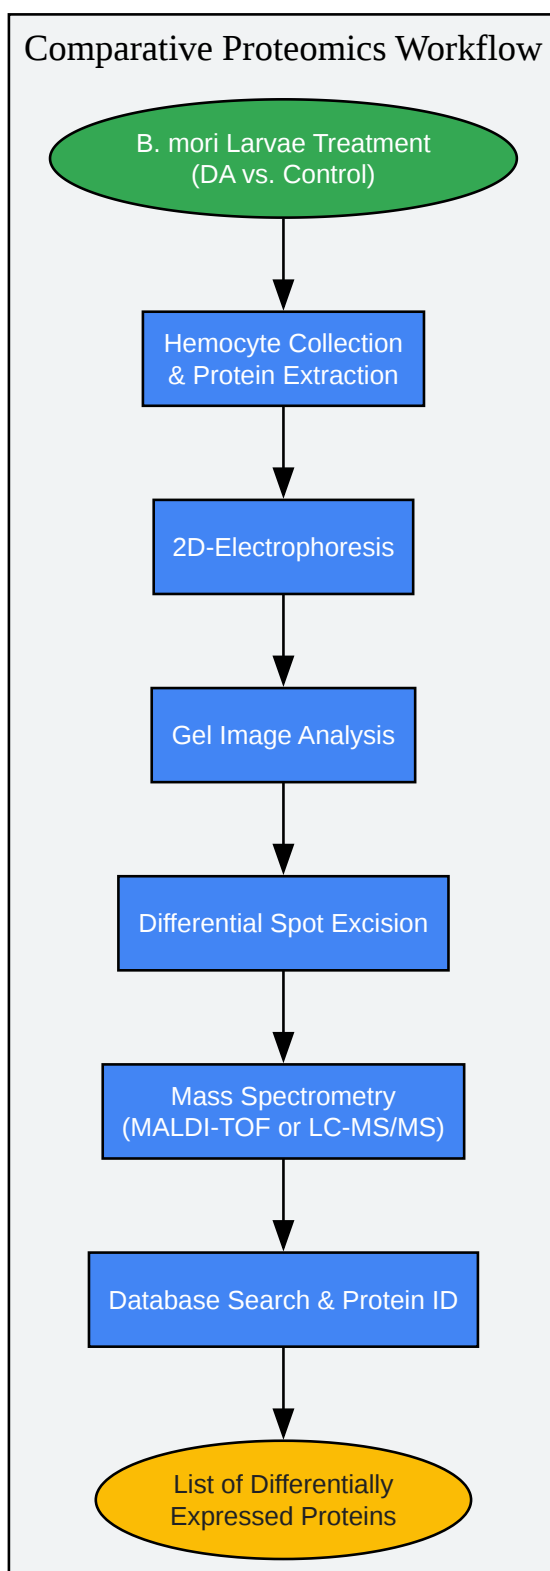 Comparative Proteomics Workflow
B. mori Larvae Treatment
(DA vs. Control)
Hemocyte Collection
& Protein Extraction
2D-Electrophoresis
Gel Image Analysis
Differential Spot Excision
Mass Spectrometry
(MALDI-TOF or LC-MS/MS)
Database Search & Protein ID
List of Differentially
Expressed Proteins